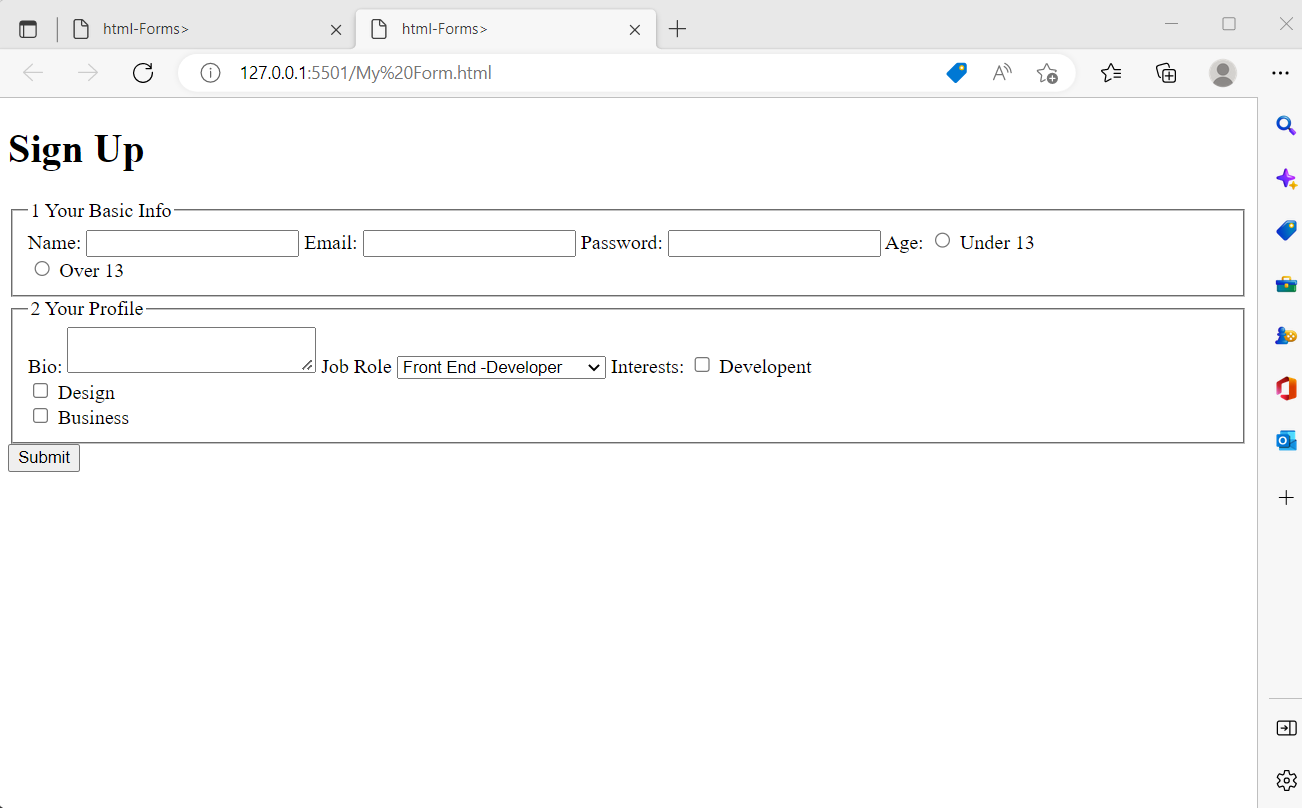 html-Forms>
html-Forms>
127.0.0.1:5501/My%20Form.html
Sign Up
1 Your Basic Info
Name: Email: Password: Age: Under 13
Over 13
2 Your Profile
Bio: Job Role Front End -Developer Interests: Developent
Design
Business
Submit